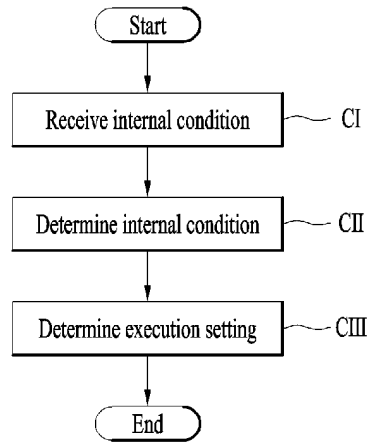 Start
Receive internal condition CI
Determine internal condition CII
Determine execution setting CIII
End